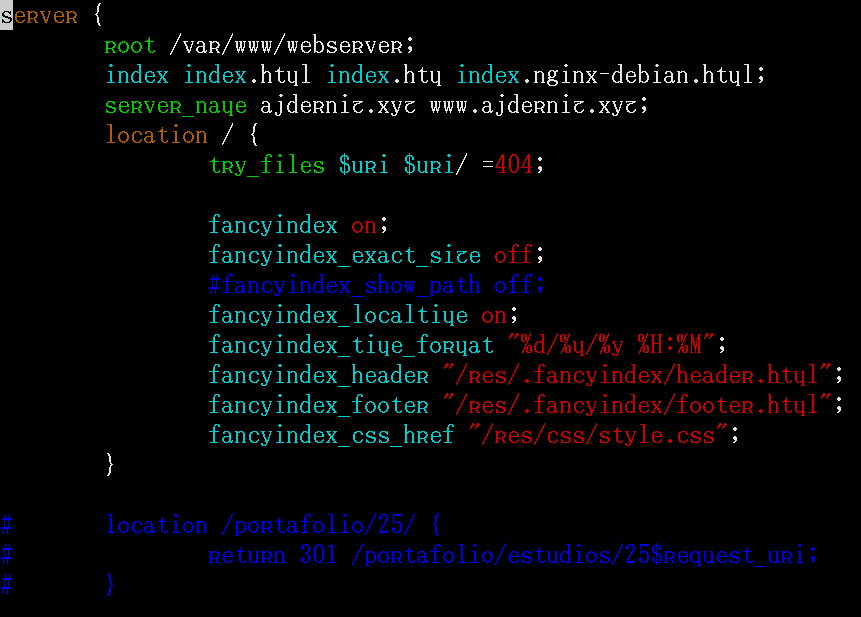 server {
root /var/www/webserver;
index index.html index.htm index.nginx-debian.html;
server_name ajderniz.xyz www.ajderniz.xyz;
location / {
try_files $uri $uri/ =404;
fancyindex on;
fancyindex_exact_size off;
#fancyindex_show_path off;
fancyindex_localtime on;
fancyindex_time_format "%d/%m/%y %H:%M";
fancyindex_header "/res/.fancyindex/header.html";
fancyindex_footer "/res/.fancyindex/footer.html";
fancyindex_css_href "/res/css/style.css";
}
# location /portafolio/25/ {
# return 301 /portafolio/estudios/25$request_uri;
# }